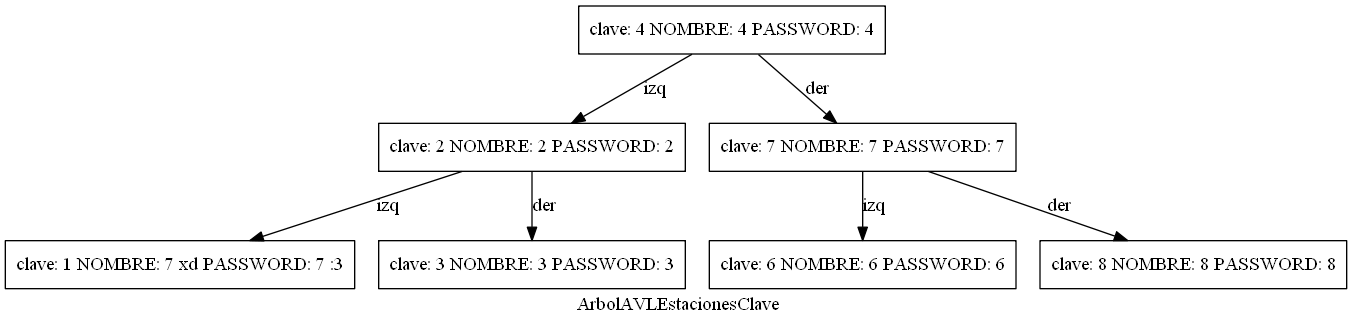 clave: 4 NOMBRE: 4 PASSWORD: 4
izq
der
clave: 2 NOMBRE: 2 PASSWORD: 2
clave: 7 NOMBRE: 7 PASSWORD: 7
izq
der
izq
der
clave: 1 NOMBRE: 7 xd PASSWORD: 7 :3
clave: 3 NOMBRE: 3 PASSWORD: 3
clave: 6 NOMBRE: 6 PASSWORD: 6
clave: 8 NOMBRE: 8 PASSWORD: 8
ArbolAVLEstacionesClave